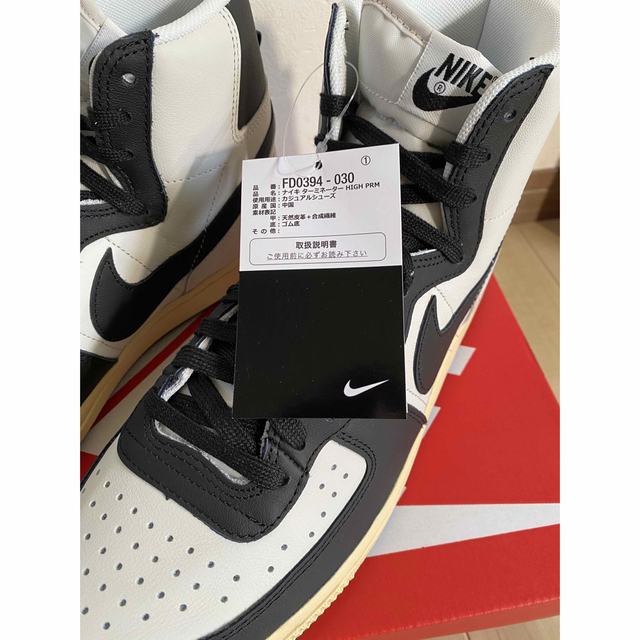 NIKE
®
①
品 番 : FD0394 - 030
品 名 : ナイキ ターミネーター HIGH PRM
使用用途 : カジュアルシューズ
原 産 国 : 中国
素材表記
甲 : 天然皮革+合成繊維
底 : ゴム底
そ の 他 :
取扱説明書
ご使用前に必ずお読み下さい